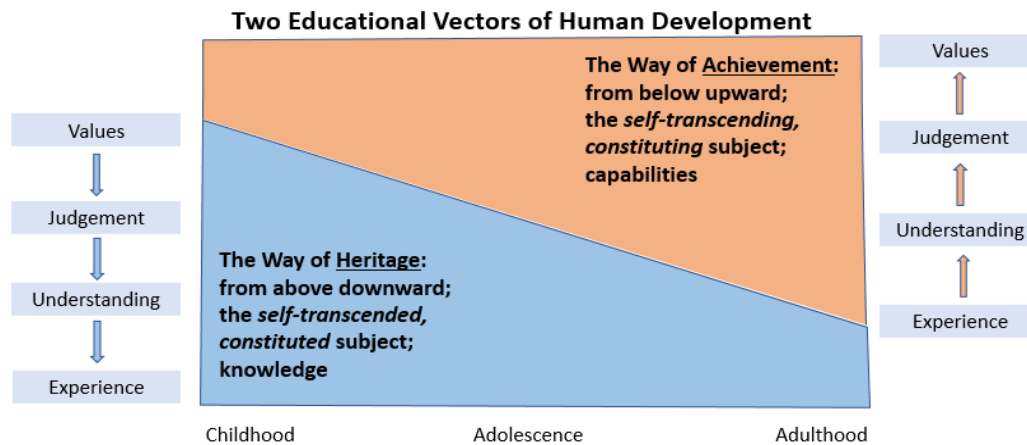 Two Educational Vectors of Human Development
Values
Judgement
Understanding
Experience
The Way of Heritage:
from above downward;
the self-transcended,
constituted subject;
knowledge
The Way of Achievement:
from below upward;
the self-transcending,
constituting subject;
capabilities
Values
Judgement
Understanding
Experience
Childhood
Adolescence
Adulthood